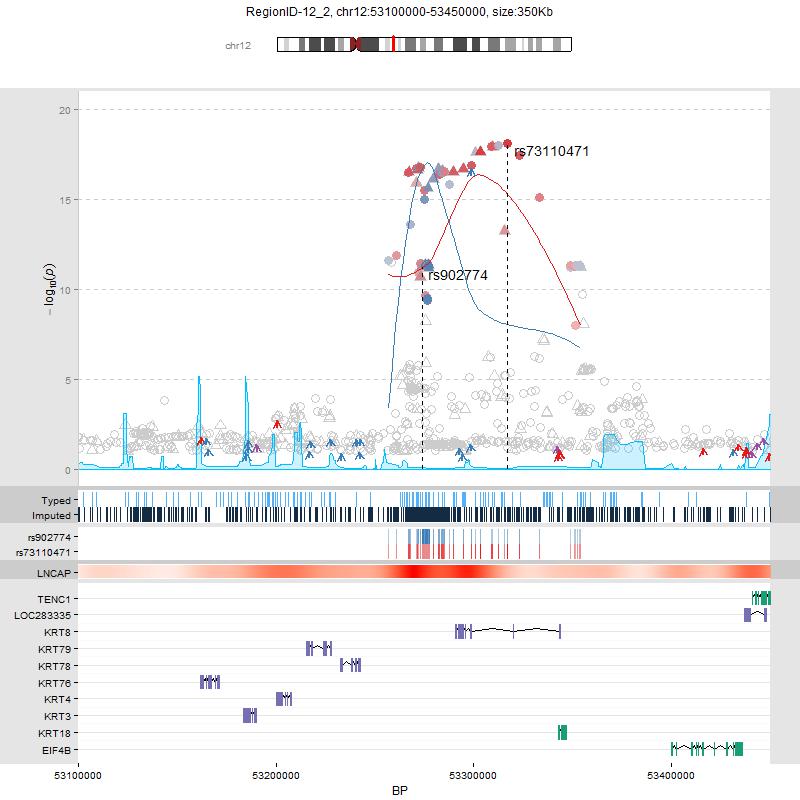 RegionID-12_2, chr12:53100000-53450000, size:350Kb
chr12
20
15
10
5
0
− log10(p)
rs73110471
rs902774
Typed
Imputed
rs902774
rs73110471
LNCAP
TENC1
LOC283335
KRT8
KRT79
KRT78
KRT76
KRT4
KRT3
KRT18
EIF4B
53100000 53200000 53300000 53400000
BP